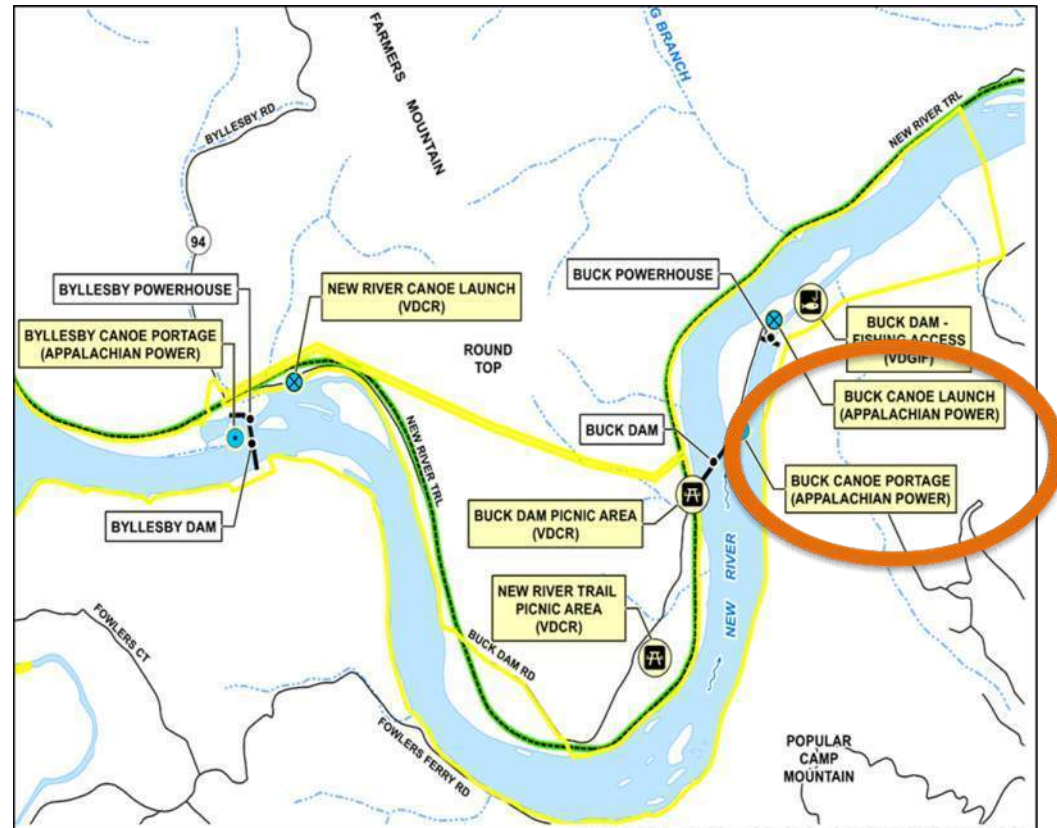 FARMERS
MOUNTAIN
G BRANCH
NEW RIVER TRL
BYLLESBY RD
94
BYLLESBY POWERHOUSE
NEW RIVER CANOE LAUNCH
(VDCR)
BYLLESBY CANOE PORTAGE
(APPALACHIAN POWER)
ROUND
TOP
BUCK POWERHOUSE
BUCK DAM -
FISHING ACCESS
(VDGIF)
BUCK CANOE LAUNCH
(APPALACHIAN POWER)
NEW RIVER TRL
BUCK DAM
BUCK CANOE PORTAGE
(APPALACHIAN POWER)
BYLLESBY DAM
BUCK DAM PICNIC AREA
(VDCR)
NEW RIVER
NEW RIVER TRAIL
PICNIC AREA
(VDCR)
BUCK DAM RD
FOWLERS CT
FOWLERS FERRY RD
POPULAR
CAMP
MOUNTAIN